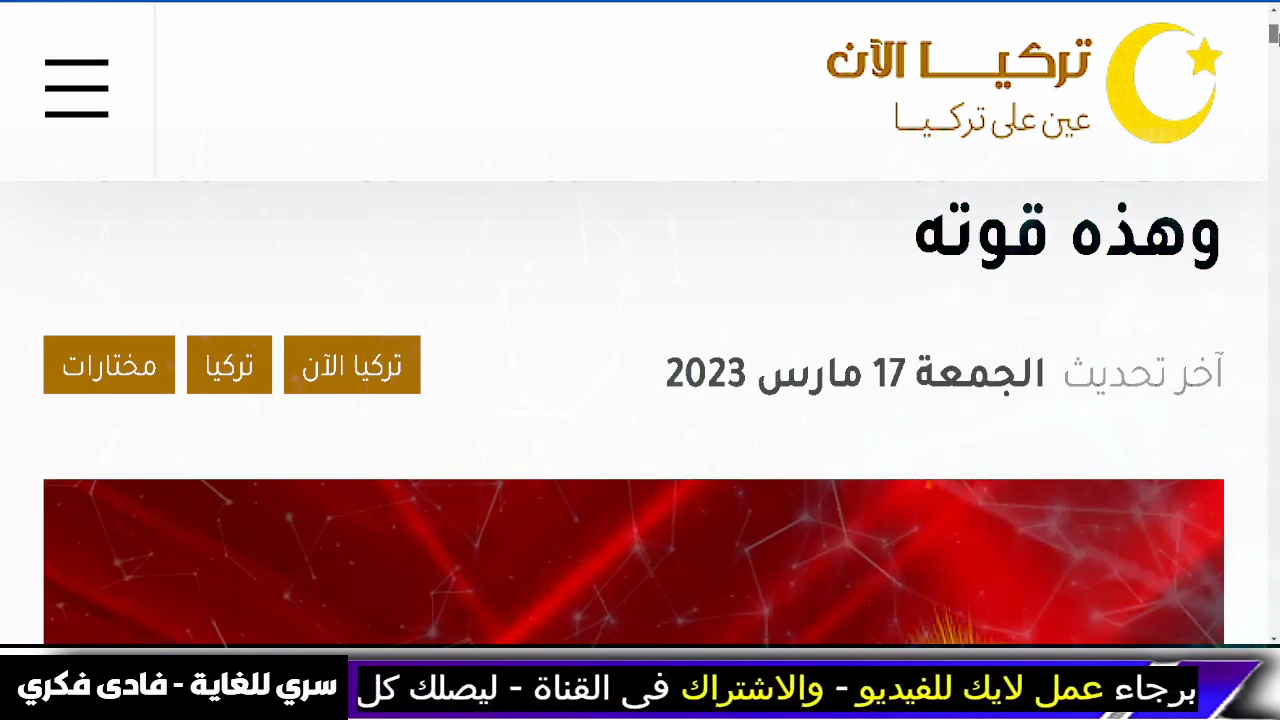 تركيا الآن
عين على تركيا
وهذه قوته
آخر تحديث الجمعة 17 مارس 2023
تركيا الآن
تركيا
مختارات
برجاء عمل لايك للفيديو - والاشتراك فى القناة - ليصلك كل
سري للغاية - فادى فكري